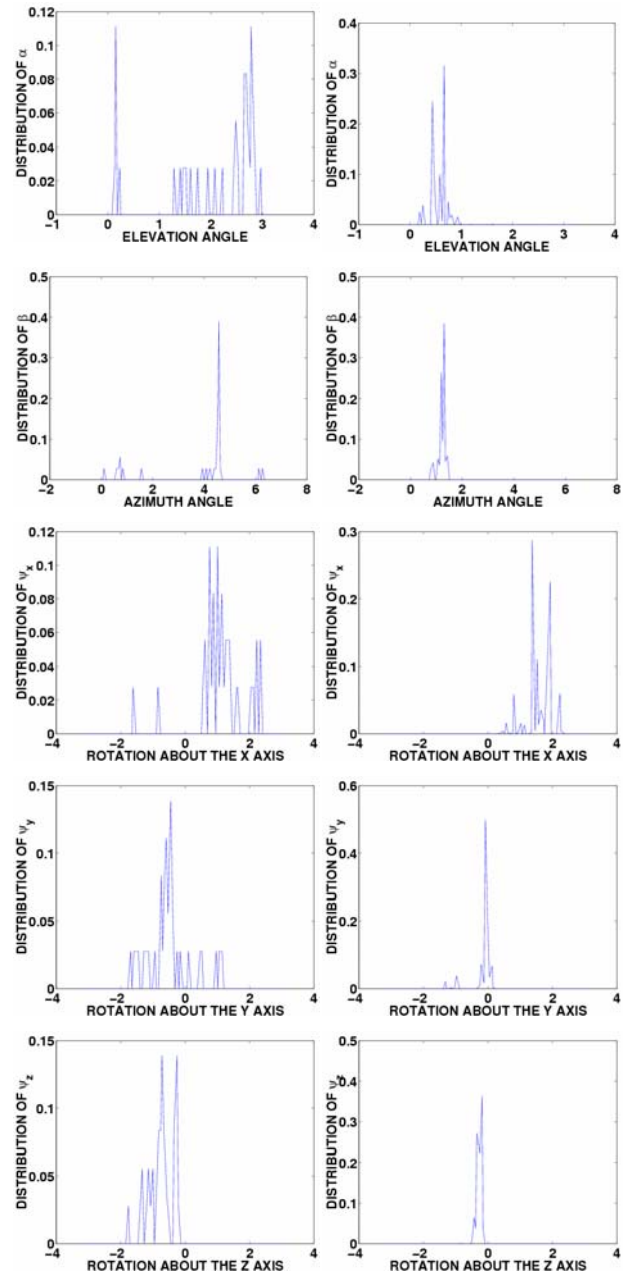 0.12
0.1
0.08
0.06
0.04
0.02
0
DISTRIBUTION OF α
-1 0 1 2 3 4
ELEVATION ANGLE
0.4
0.3
0.2
0.1
0
DISTRIBUTION OF α
-1 0 1 2 3 4
ELEVATION ANGLE
0.5
0.4
0.3
0.2
0.1
0
DISTRIBUTION OF β
-2 0 2 4 6 8
AZIMUTH ANGLE
0.5
0.4
0.3
0.2
0.1
0
DISTRIBUTION OF β
-2 0 2 4 6 8
AZIMUTH ANGLE
0.12
0.1
0.08
0.06
0.04
0.02
0
DISTRIBUTION OF ψx
-4 -2 0 2 4
ROTATION ABOUT THE X AXIS
0.3
0.2
0.1
0
DISTRIBUTION OF ψx
-4 -2 0 2 4
ROTATION ABOUT THE X AXIS
0.15
0.1
0.05
0
DISTRIBUTION OF ψy
-4 -2 0 2 4
ROTATION ABOUT THE Y AXIS
0.6
0.4
0.2
0
DISTRIBUTION OF ψy
-4 -2 0 2 4
ROTATION ABOUT THE Y AXIS
0.15
0.1
0.05
0
DISTRIBUTION OF ψz
-4 -2 0 2 4
ROTATION ABOUT THE Z AXIS
0.5
0.4
0.3
0.2
0.1
0
DISTRIBUTION OF ψz
-4 -2 0 2 4
ROTATION ABOUT THE Z AXIS